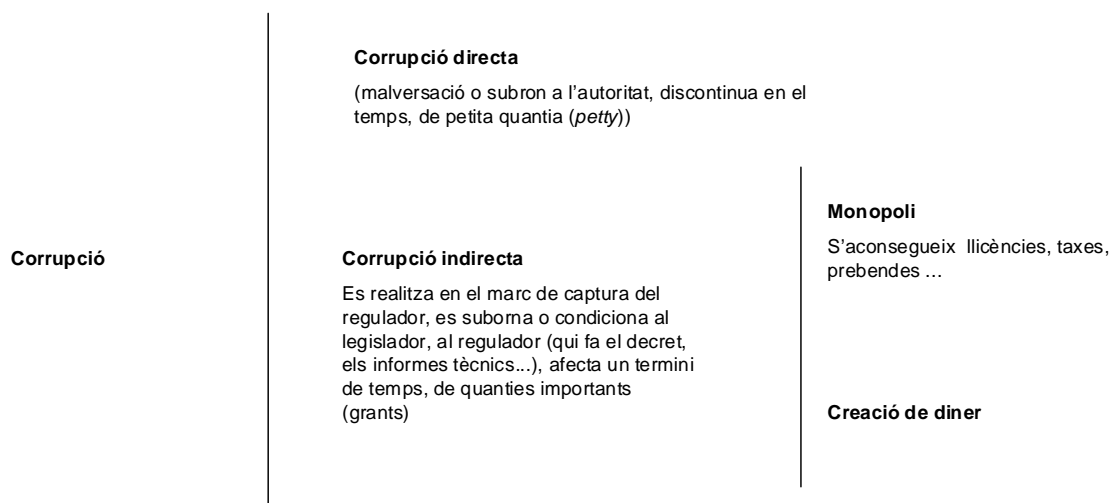 Corrupció directa
(malversació o subron a l'autoritat, discontinua en el
temps, de petita quantia (petty))
Corrupció
Corrupció indirecta
Es realitza en el marc de captura del
regulador, es suborna o condiciona al
legislador, al regulador (qui fa el decret,
els informes tècnics...), afecta un termini
de temps, de quanties importants
(grants)
Monopoli
S'aconsegueix llicències, taxes,
prebendes ...
Creació de diner